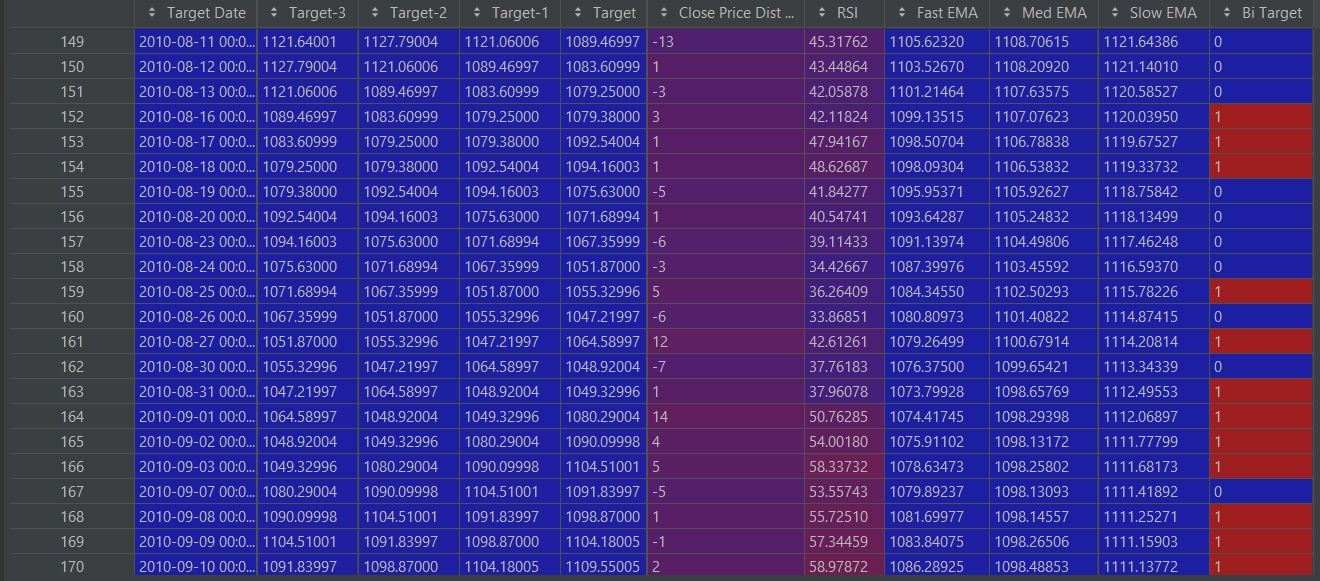 Target Date Target-3 Target-2 Target-1 Target Close Price Dist ... RSI Fast EMA Med EMA Slow EMA Bi Target
149 2010-08-11 00:0... 1121.64001 1127.79004 1121.06006 1089.46997 -13 45.31762 1105.62320 1108.70615 1121.64386 0
150 2010-08-12 00:0... 1127.79004 1121.06006 1089.46997 1083.60999 1 43.44864 1103.52670 1108.20920 1121.14010 0
151 2010-08-13 00:0... 1121.06006 1089.46997 1083.60999 1079.25000 -3 42.05878 1101.21464 1107.63575 1120.58527 0
152 2010-08-16 00:0... 1089.46997 1083.60999 1079.25000 1079.38000 3 42.11824 1099.13515 1107.07623 1120.03950 1
153 2010-08-17 00:0... 1083.60999 1079.25000 1079.38000 1092.54004 1 47.94167 1098.50704 1106.78838 1119.67527 1
154 2010-08-18 00:0... 1079.25000 1079.38000 1092.54004 1094.16003 1 48.62687 1098.09304 1106.53832 1119.33732 1
155 2010-08-19 00:0... 1079.38000 1092.54004 1094.16003 1075.63000 -5 41.84277 1095.95371 1105.92627 1118.75842 0
156 2010-08-20 00:0... 1092.54004 1094.16003 1075.63000 1071.68994 1 40.54741 1093.64287 1105.24832 1118.13499 0
157 2010-08-23 00:0... 1094.16003 1075.63000 1071.68994 1067.35999 -6 39.11433 1091.13974 1104.49806 1117.46248 0
158 2010-08-24 00:0... 1075.63000 1071.68994 1067.35999 1051.87000 -3 34.42667 1087.39976 1103.45592 1116.59370 0
159 2010-08-25 00:0... 1071.68994 1067.35999 1051.87000 1055.32996 5 36.26409 1084.34550 1102.50293 1115.78226 1
160 2010-08-26 00:0... 1067.35999 1051.87000 1055.32996 1047.21997 -6 33.86851 1080.80973 1101.40822 1114.87415 0
161 2010-08-27 00:0... 1051.87000 1055.32996 1047.21997 1064.58997 12 42.61261 1079.26499 1100.67914 1114.20814 1
162 2010-08-30 00:0... 1055.32996 1047.21997 1064.58997 1048.92004 -7 37.76183 1076.37500 1099.65421 1113.34339 0
163 2010-08-31 00:0... 1047.21997 1064.58997 1048.92004 1049.32996 1 37.96078 1073.79928 1098.65769 1112.49553 1
164 2010-09-01 00:0... 1064.58997 1048.92004 1049.32996 1080.29004 14 50.76285 1074.41745 1098.29398 1112.06897 1
165 2010-09-02 00:0... 1048.92004 1049.32996 1080.29004 1090.09998 4 54.00180 1075.91102 1098.13172 1111.77799 1
166 2010-09-03 00:0... 1049.32996 1080.29004 1090.09998 1104.51001 5 58.33732 1078.63473 1098.25802 1111.68173 1
167 2010-09-07 00:0... 1080.29004 1090.09998 1104.51001 1091.83997 -5 53.55743 1079.89237 1098.13093 1111.41892 0
168 2010-09-08 00:0... 1090.09998 1104.51001 1091.83997 1098.87000 1 55.72510 1081.69977 1098.14557 1111.25271 1
169 2010-09-09 00:0... 1104.51001 1091.83997 1098.87000 1104.18005 -1 57.34459 1083.84075 1098.26506 1111.15903 1
170 2010-09-10 00:0... 1091.83997 1098.87000 1104.18005 1109.55005 2 58.97872 1086.28925 1098.48853 1111.13772 1